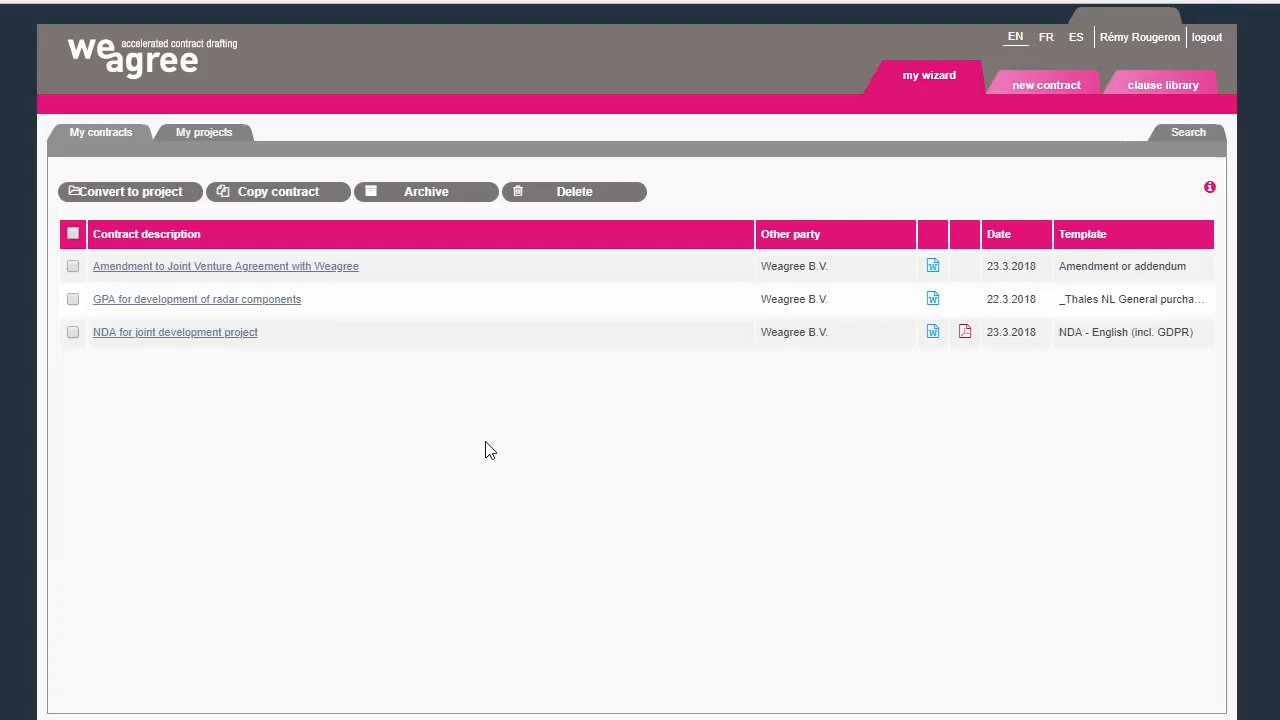 we agree accelerated contract drafting
EN FR ES Rémy Rougeron logout
my wizard new contract clause library
My contracts My projects Search
Convert to project Copy contract Archive Delete
Contract description Other party Date Template
Amendment to Joint Venture Agreement with Weagree Weagree B.V. 23.3.2018 Amendment or addendum
GPA for development of radar components Weagree B.V. 22.3.2018 _Thales NL General purcha...
NDA for joint development project Weagree B.V. 23.3.2018 NDA - English (incl. GDPR)